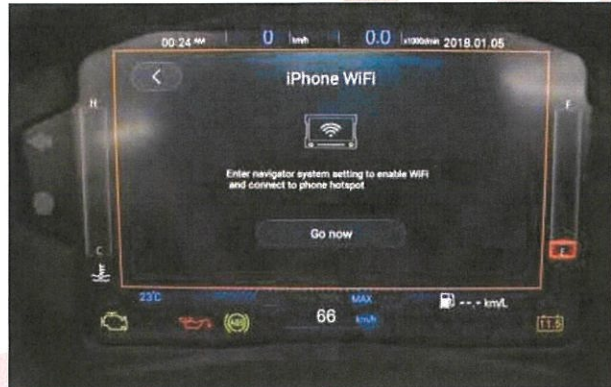 00:24 AM 0 km/h 0.0 x1000r/min 2018.01.05
iPhone WiFi
H F
Enter navigator system setting to enable WiFi
and connect to phone hotspot
Go now
C E
23°C MAX --.- km/L
66 km/h
ABS 11.5